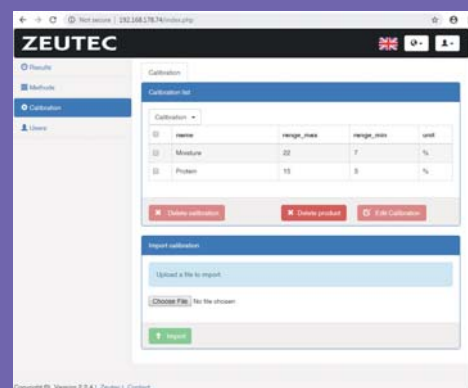 Not secure | 192.168.178.74/index.php
ZEUTEC
Results
Calibration
Methods
Calibration list
Calibration
Calibration
Users
name range_max range_min unit
Moisture 22 7 %
Protein 15 5 %
Delete calibration Delete product Edit Calibration
Import calibration
Upload a file to import
Choose File No file chosen
Import
Version 2.2.4 | Zeutec | Contact